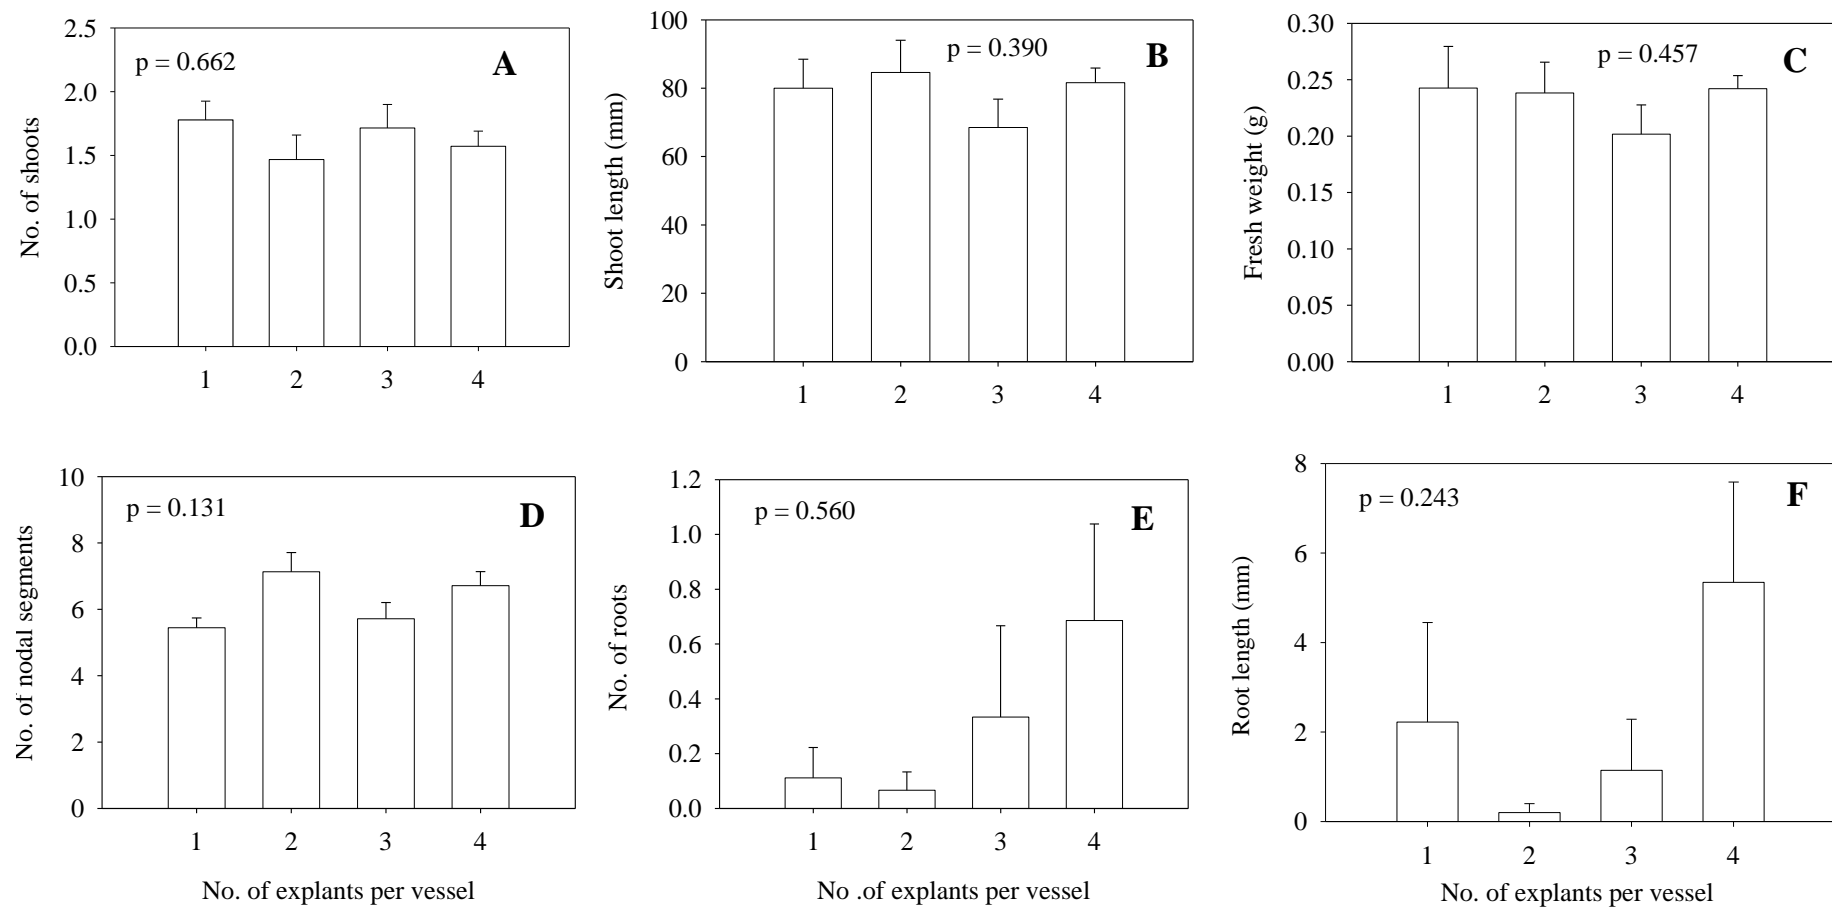 2.5
2.0
1.5
1.0
0.5
0.0
No. of shoots
p = 0.662
A
1 2 3 4
100
80
60
40
20
0
Shoot length (mm)
p = 0.390
B
1 2 3 4
0.30
0.25
0.20
0.15
0.10
0.05
0.00
Fresh weight (g)
p = 0.457
C
1 2 3 4
10
8
6
4
2
0
No. of nodal segments
p = 0.131
D
1 2 3 4
No. of explants per vessel
1.2
1.0
0.8
0.6
0.4
0.2
0.0
No. of roots
p = 0.560
E
1 2 3 4
No .of explants per vessel
8
6
4
2
0
Root length (mm)
p = 0.243
F
1 2 3 4
No. of explants per vessel